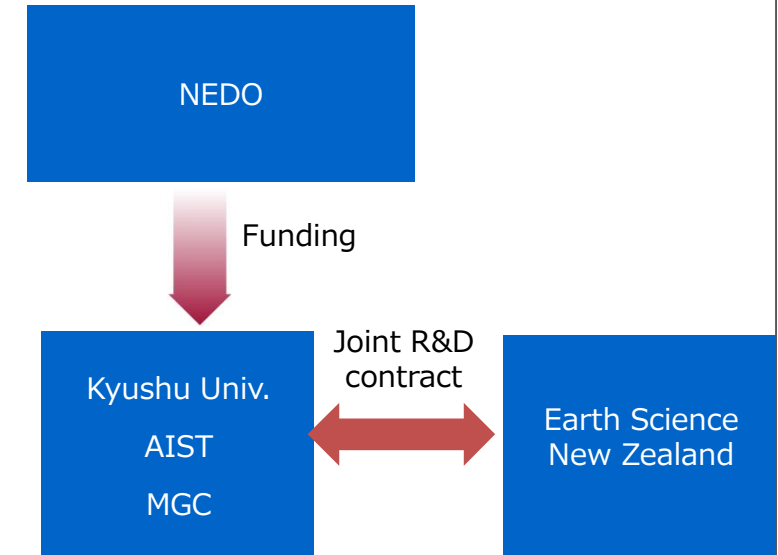 NEDO
Funding
Joint R&D
contract
Kyushu Univ.
AIST
MGC
Earth Science
New Zealand